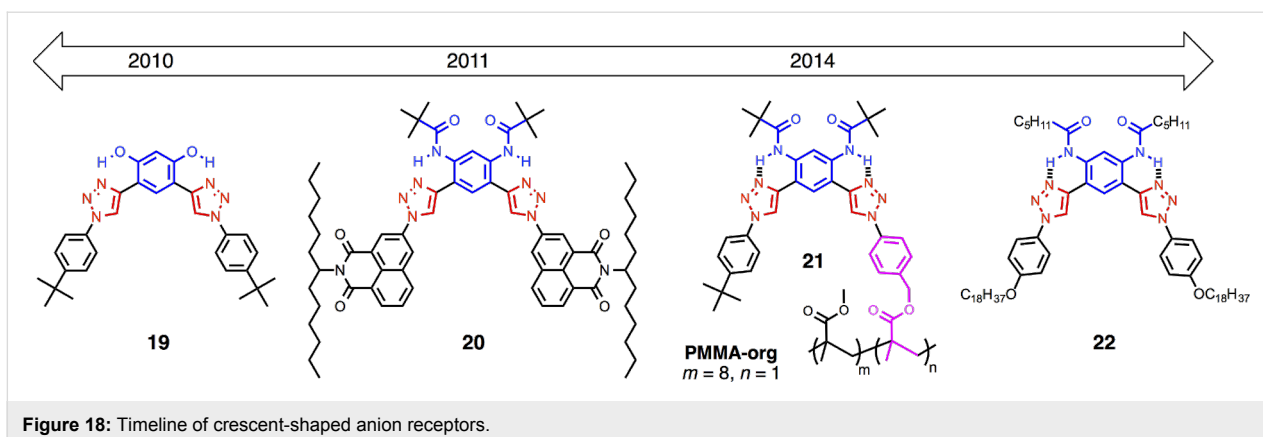 2010 2011 2014
19
H O O H
N N N N N N
20
O O
N H N H
N N N N N N
O N O O N O
21
O O
N H N H
N N N N N N
O O O O
PMMA-org
m = 8, n = 1
m n
22
C5H11 O O C5H11
N H N H
N N N N N N
C18H37O OC18H37
Figure 18: Timeline of crescent-shaped anion receptors.